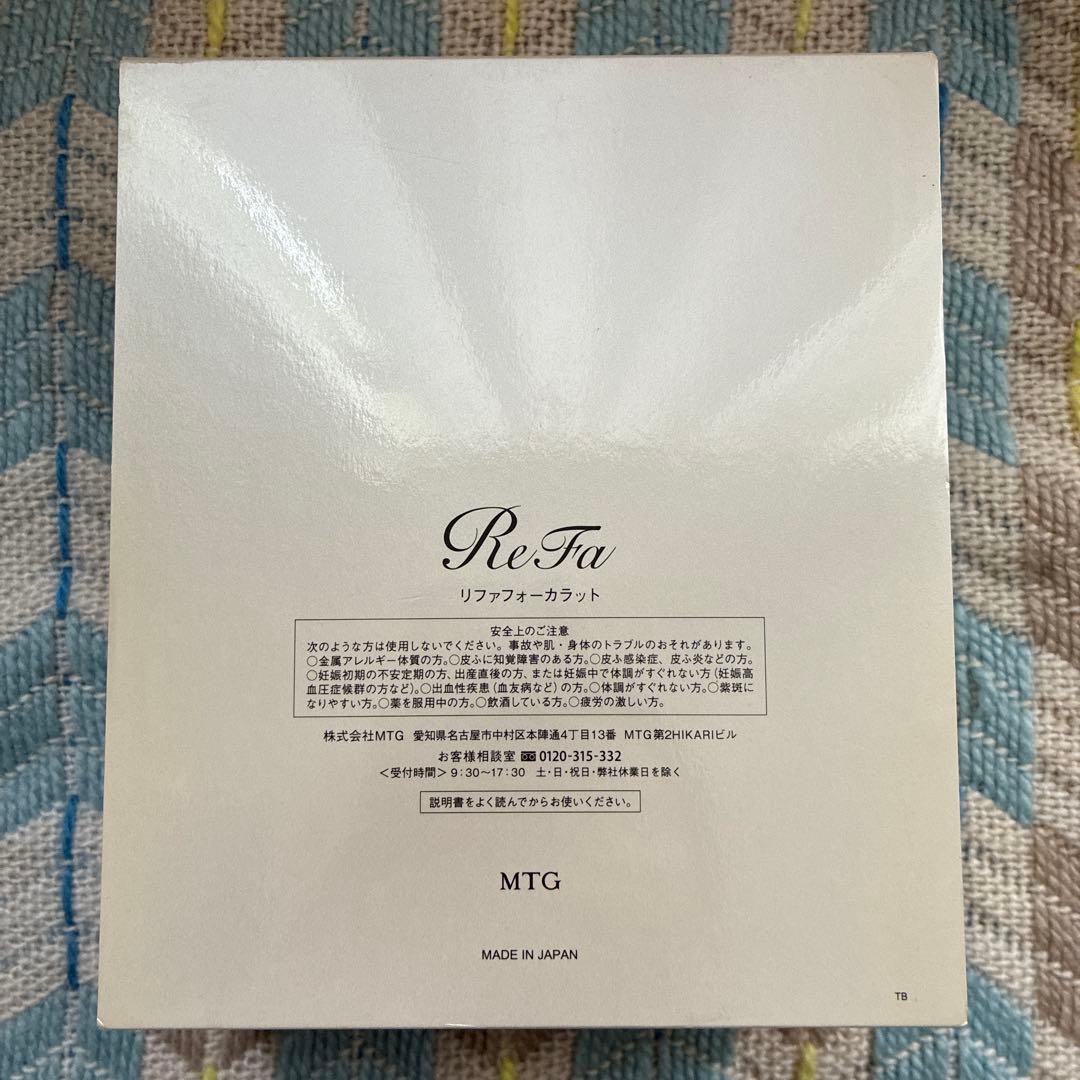 ReFa
リファフォーカラット
安全上のご注意
次のような方は使用しないでください。事故や肌・身体のトラブルのおそれがあります。
○金属アレルギー体質の方。○皮ふに知覚障害のある方。○皮ふ感染症、皮ふ炎などの方。
○妊娠初期の不安定期の方、出産直後の方、または妊娠中で体調がすぐれない方（妊娠高
血圧症候群の方など）。○出血性疾患（血友病など）の方。○体調がすぐれない方。○紫斑に
なりやすい方。○薬を服用中の方。○飲酒している方。○疲労の激しい方。
株式会社MTG 愛知県名古屋市中村区本陣通4丁目13番 MTG第2HIKARIビル
お客様相談室 0120-315-332
＜受付時間＞9:30～17:30 土・日・祝日・弊社休業日を除く
説明書をよく読んでからお使いください。
MTG
MADE IN JAPAN
TB